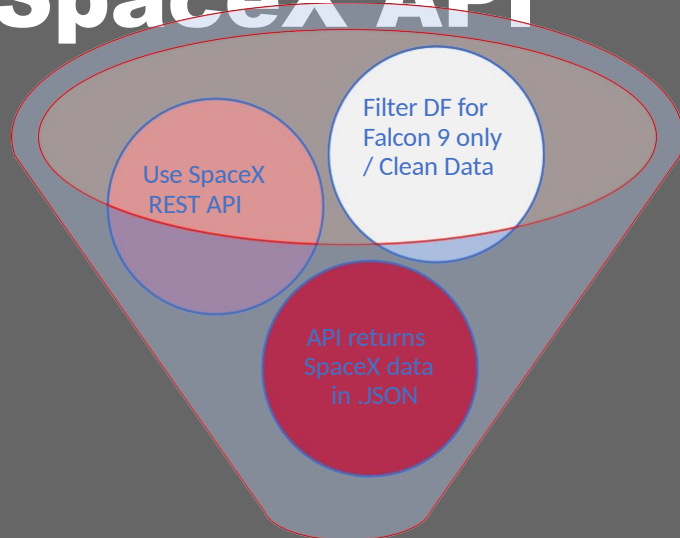 SpaceX API
Filter DF for
Falcon 9 only
/ Clean Data
Use SpaceX
REST API
API returns
SpaceX data
in .JSON